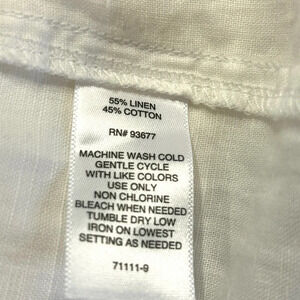 55% LINEN
45% COTTON
RN# 93677
MACHINE WASH COLD
GENTLE CYCLE
WITH LIKE COLORS
USE ONLY
NON CHLORINE
BLEACH WHEN NEEDED
TUMBLE DRY LOW
IRON ON LOWEST
SETTING AS NEEDED
71111-9